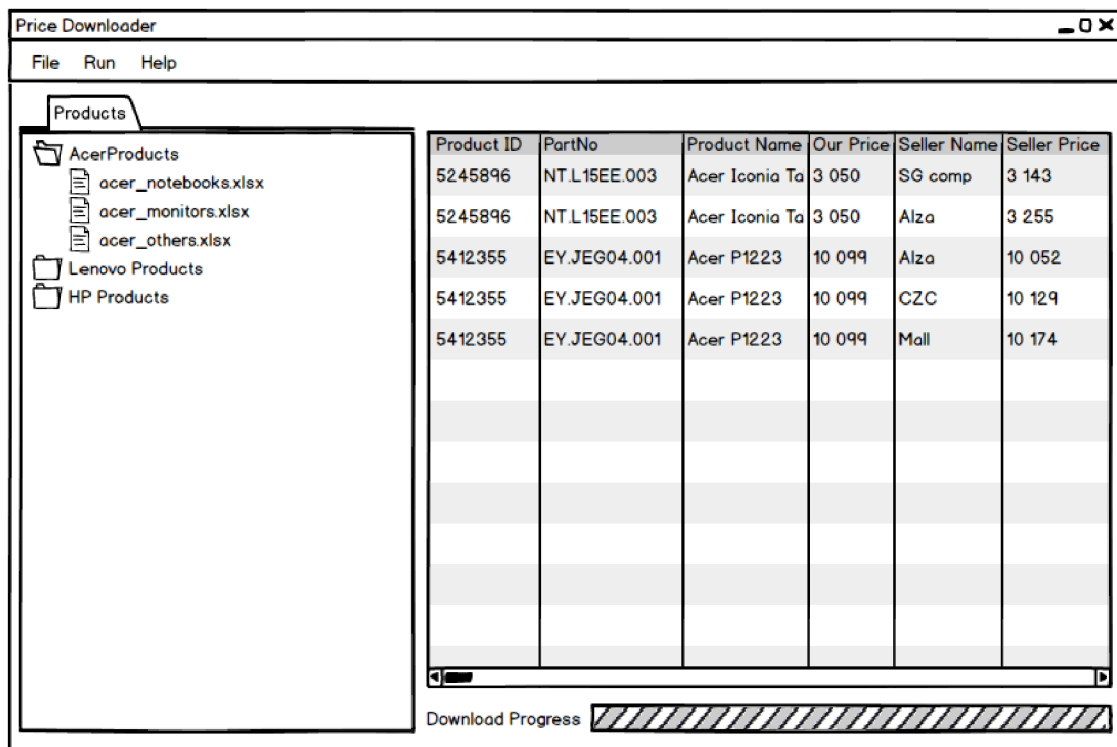 Price Downloader
File Run Help
Products
AcerProducts
acer_notebooks.xlsx
acer_monitors.xlsx
acer_others.xlsx
Lenovo Products
HP Products
Product ID PartNo Product Name Our Price Seller Name Seller Price
5245896 NT.L15EE.003 Acer Iconia Ta 3 050 SG comp 3 143
5245896 NT.L15EE.003 Acer Iconia Ta 3 050 Alza 3 255
5412355 EY.JEG04.001 Acer P1223 10 099 Alza 10 052
5412355 EY.JEG04.001 Acer P1223 10 099 CZC 10 129
5412355 EY.JEG04.001 Acer P1223 10 099 Mall 10 174
Download Progress